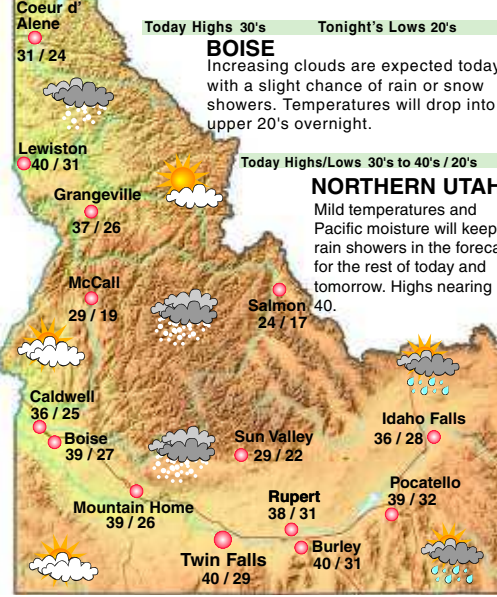 Coeur d'
Alene
31 / 24
Today Highs 30's Tonight's Lows 20's
BOISE
Increasing clouds are expected today
with a slight chance of rain or snow
showers. Temperatures will drop into
upper 20's overnight.
Lewiston
40 / 31
Today Highs/Lows 30's to 40's / 20's
NORTHERN UTAH
Mild temperatures and
Pacific moisture will keep
rain showers in the foreca
for the rest of today and
tomorrow. Highs nearing
40.
Grangeville
37 / 26
McCall
29 / 19
Salmon
24 / 17
Caldwell
36 / 25
Boise
39 / 27
Sun Valley
29 / 22
Idaho Falls
36 / 28
Mountain Home
39 / 26
Rupert
38 / 31
Pocatello
39 / 32
Twin Falls
40 / 29
Burley
40 / 31